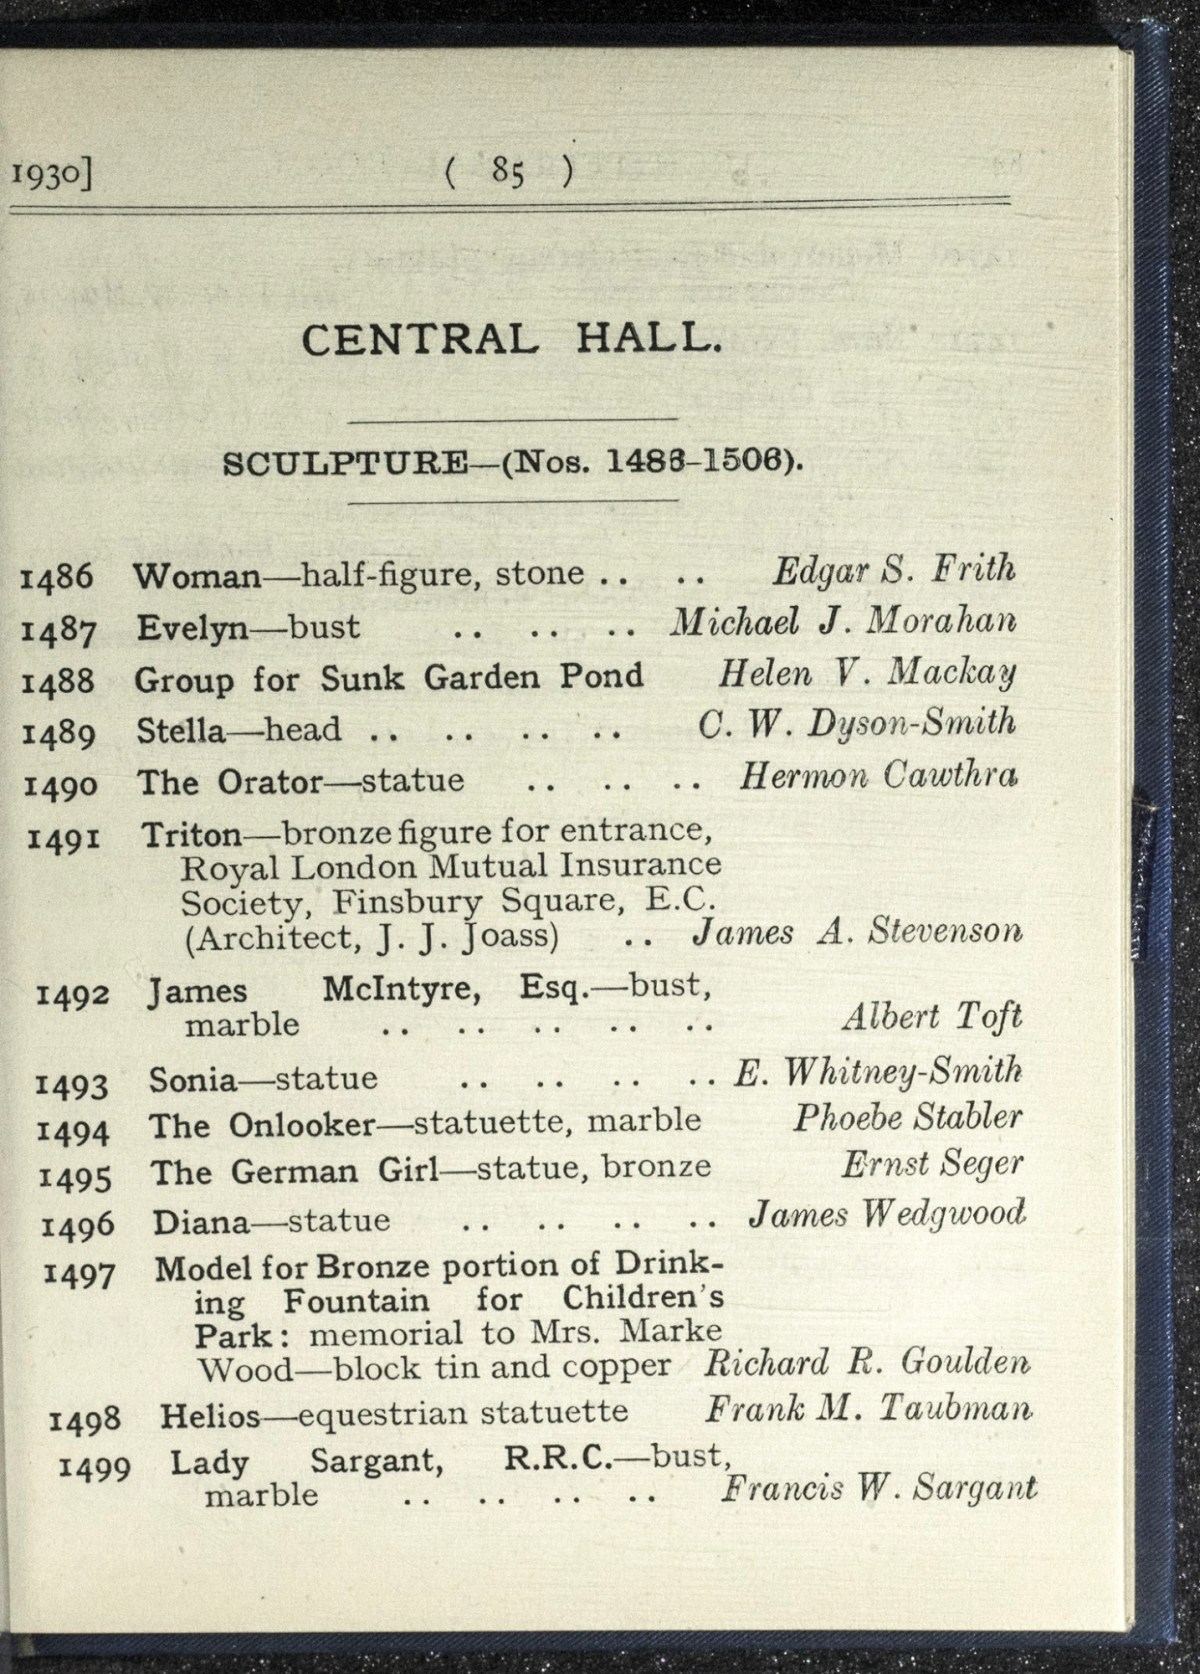 1930] ( 85 )
CENTRAL HALL.
SCULPTURE—(Nos. 1486-1506).
1486 Woman—half-figure, stone .. .. Edgar S. Frith
1487 Evelyn—bust .. .. .. Michael J. Morahan
1488 Group for Sunk Garden Pond Helen V. Mackay
1489 Stella—head .. .. .. .. C. W. Dyson-Smith
1490 The Orator—statue .. .. .. Hermon Cawthra
1491 Triton—bronze figure for entrance,
Royal London Mutual Insurance
Society, Finsbury Square, E.C.
(Architect, J. J. Joass) .. James A. Stevenson
1492 James McIntyre, Esq.—bust,
marble .. .. .. .. .. Albert Toft
1493 Sonia—statue .. .. .. .. E. Whitney-Smith
1494 The Onlooker—statuette, marble Phoebe Stabler
1495 The German Girl—statue, bronze Ernst Seger
1496 Diana—statue .. .. .. .. James Wedgwood
1497 Model for Bronze portion of Drink-
ing Fountain for Children's
Park: memorial to Mrs. Marke
Wood—block tin and copper Richard R. Goulden
1498 Helios—equestrian statuette Frank M. Taubman
1499 Lady Sargant, R.R.C.—bust,
marble .. .. .. .. Francis W. Sargant